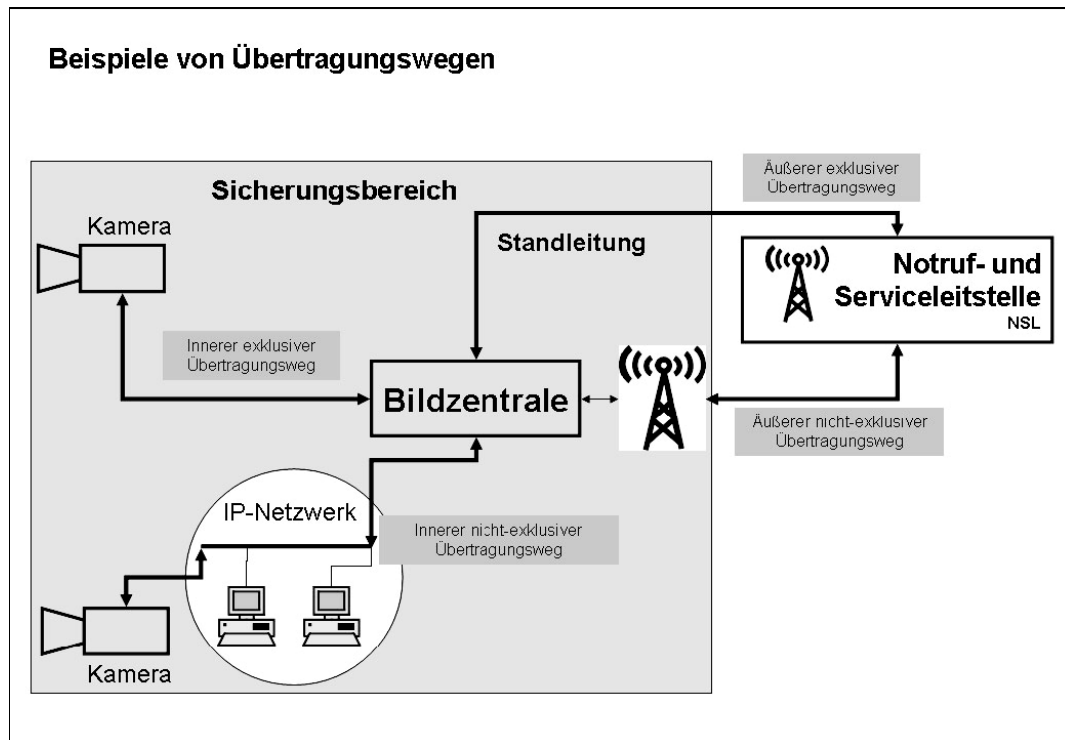 Beispiele von Übertragungswegen
Äußerer exklusiver
Übertragungsweg
Sicherungsbereich
Kamera
Standleitung
Notruf- und
Serviceleitstelle
NSL
Innerer exklusiver
Übertragungsweg
Bildzentrale
Äußerer nicht-exklusiver
Übertragungsweg
IP-Netzwerk
Innerer nicht-exklusiver
Übertragungsweg
Kamera